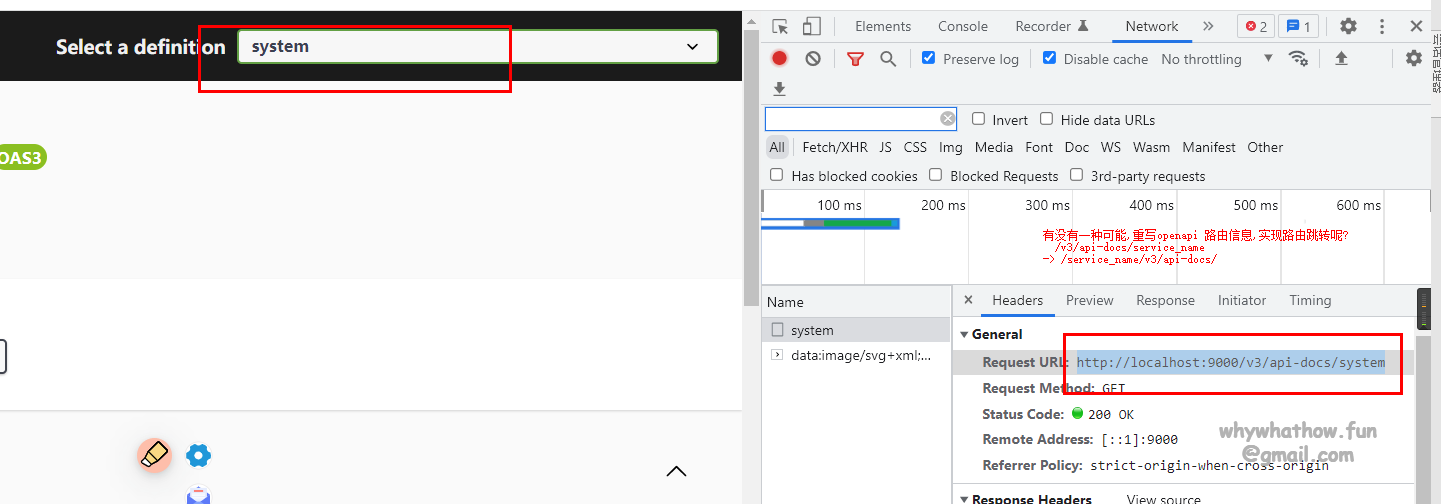 Select a definition
system
OAS3
Elements
Console
Recorder
Network
2
1
Preserve log
Disable cache
No throttling
Invert
Hide data URLs
All
Fetch/XHR
JS
CSS
Img
Media
Font
Doc
WS
Wasm
Manifest
Other
Has blocked cookies
Blocked Requests
3rd-party requests
100 ms
200 ms
300 ms
400 ms
500 ms
600 ms
有没有一种可能,重写openapi 路由信息,实现路由跳转呢?
/v3/api-docs/service_name
-> /service_name/v3/api-docs/
Name
Headers
Preview
Response
Initiator
Timing
system
data:image/svg+xml;...
General
Request URL: http://localhost:9000/v3/api-docs/system
Request Method: GET
Status Code: 200 OK
Remote Address: [::1]:9000
Referrer Policy: strict-origin-when-cross-origin
Response Headers
View source
whywhathow.fun
@gmail.com